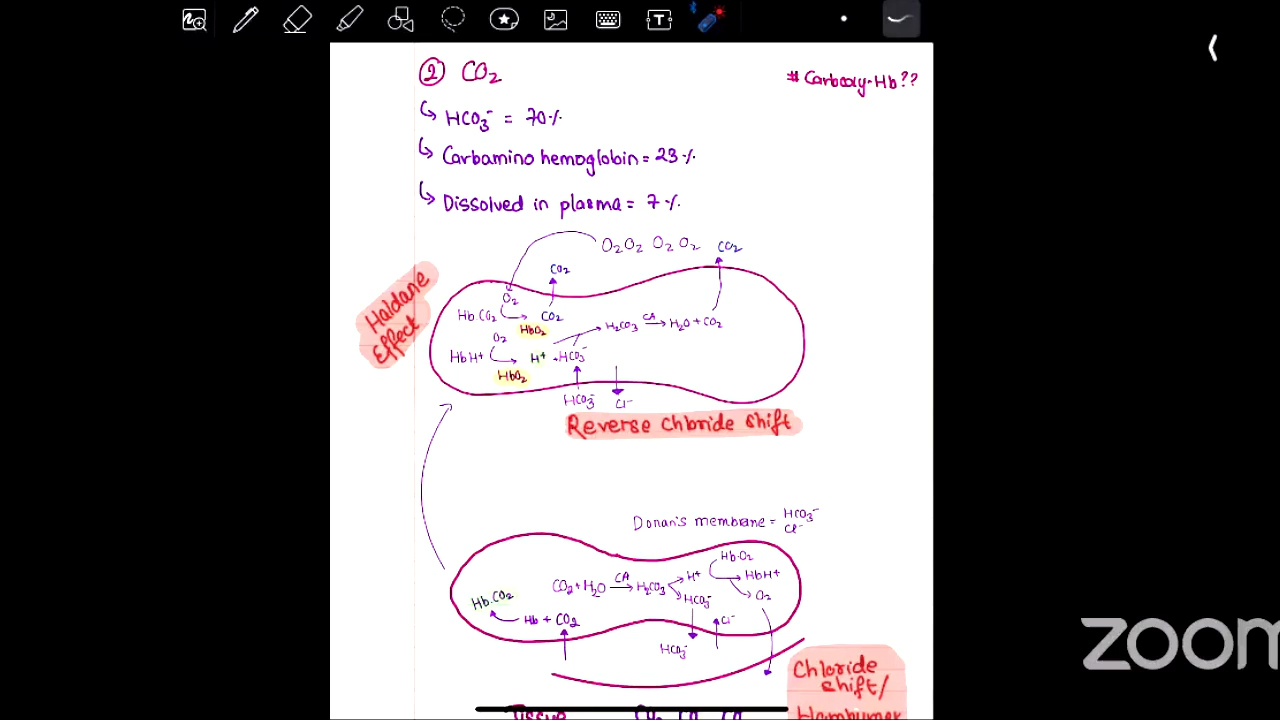 ② CO₂
# Carboxy-Hb??
↳ HCO₃⁻ = 70%
↳ Carbamino hemoglobin = 23%
↳ Dissolved in plasma = 7%
O₂ O₂ O₂ O₂ CO₂
CO₂
Haldane
Effect
O₂
Hb.CO₂ CO₂
HbO₂
H₂CO₃ CA→ H₂O + CO₂
O₂
HbH+ H⁺ + HCO₃⁻
HbO₂
HCO₃⁻ Cl⁻
Reverse Chloride shift
Donan's membrane = HCO₃⁻
Cl⁻
Hb.O₂
CO₂ + H₂O CA→ H₂CO₃ H⁺ HbH+
Hb.CO₂ HCO₃⁻ O₂
Hb + CO₂ Cl⁻
HCO₃⁻
zoom
Chloride
shift/
Hamburger
Tissue